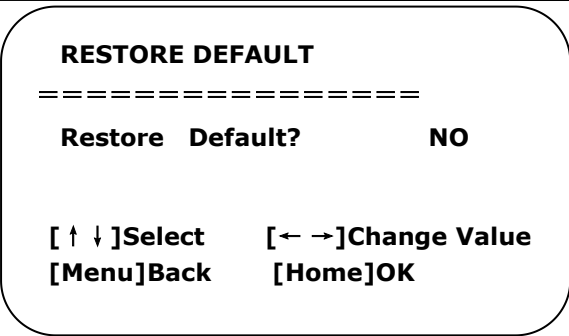 RESTORE DEFAULT
================
Restore Default? NO
[↑↓]Select [← →]Change Value
[Menu]Back [Home]OK